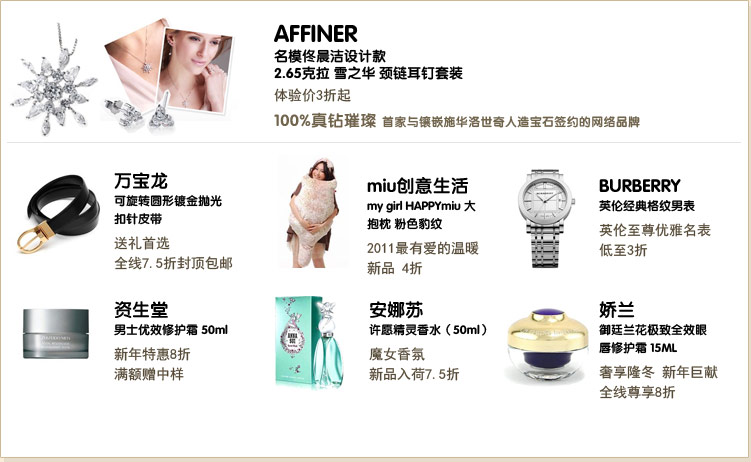 AFFINER
名模佟晨洁设计款
2.65克拉 雪之华 颈链耳钉套装
体验价3折起
100%真钻璀璨 首家与镶嵌施华洛世奇人造宝石签约的网络品牌
万宝龙
可旋转圆形镀金抛光
扣针皮带
送礼首选
全线7.5折封顶包邮
miu创意生活
my girl HAPPYmiu 大
抱枕 粉色豹纹
2011最有爱的温暖
新品 4折
BURBERRY
英伦经典格纹男表
英伦至尊优雅名表
低至3折
资生堂
男士优效修护霜 50ml
新年特惠8折
满额赠中样
安娜苏
许愿精灵香水（50ml）
魔女香氛
新品入荷7.5折
ANNA
SUI
娇兰
御廷兰花极致全效眼
唇修护霜 15ML
奢享隆冬 新年巨献
全线尊享8折